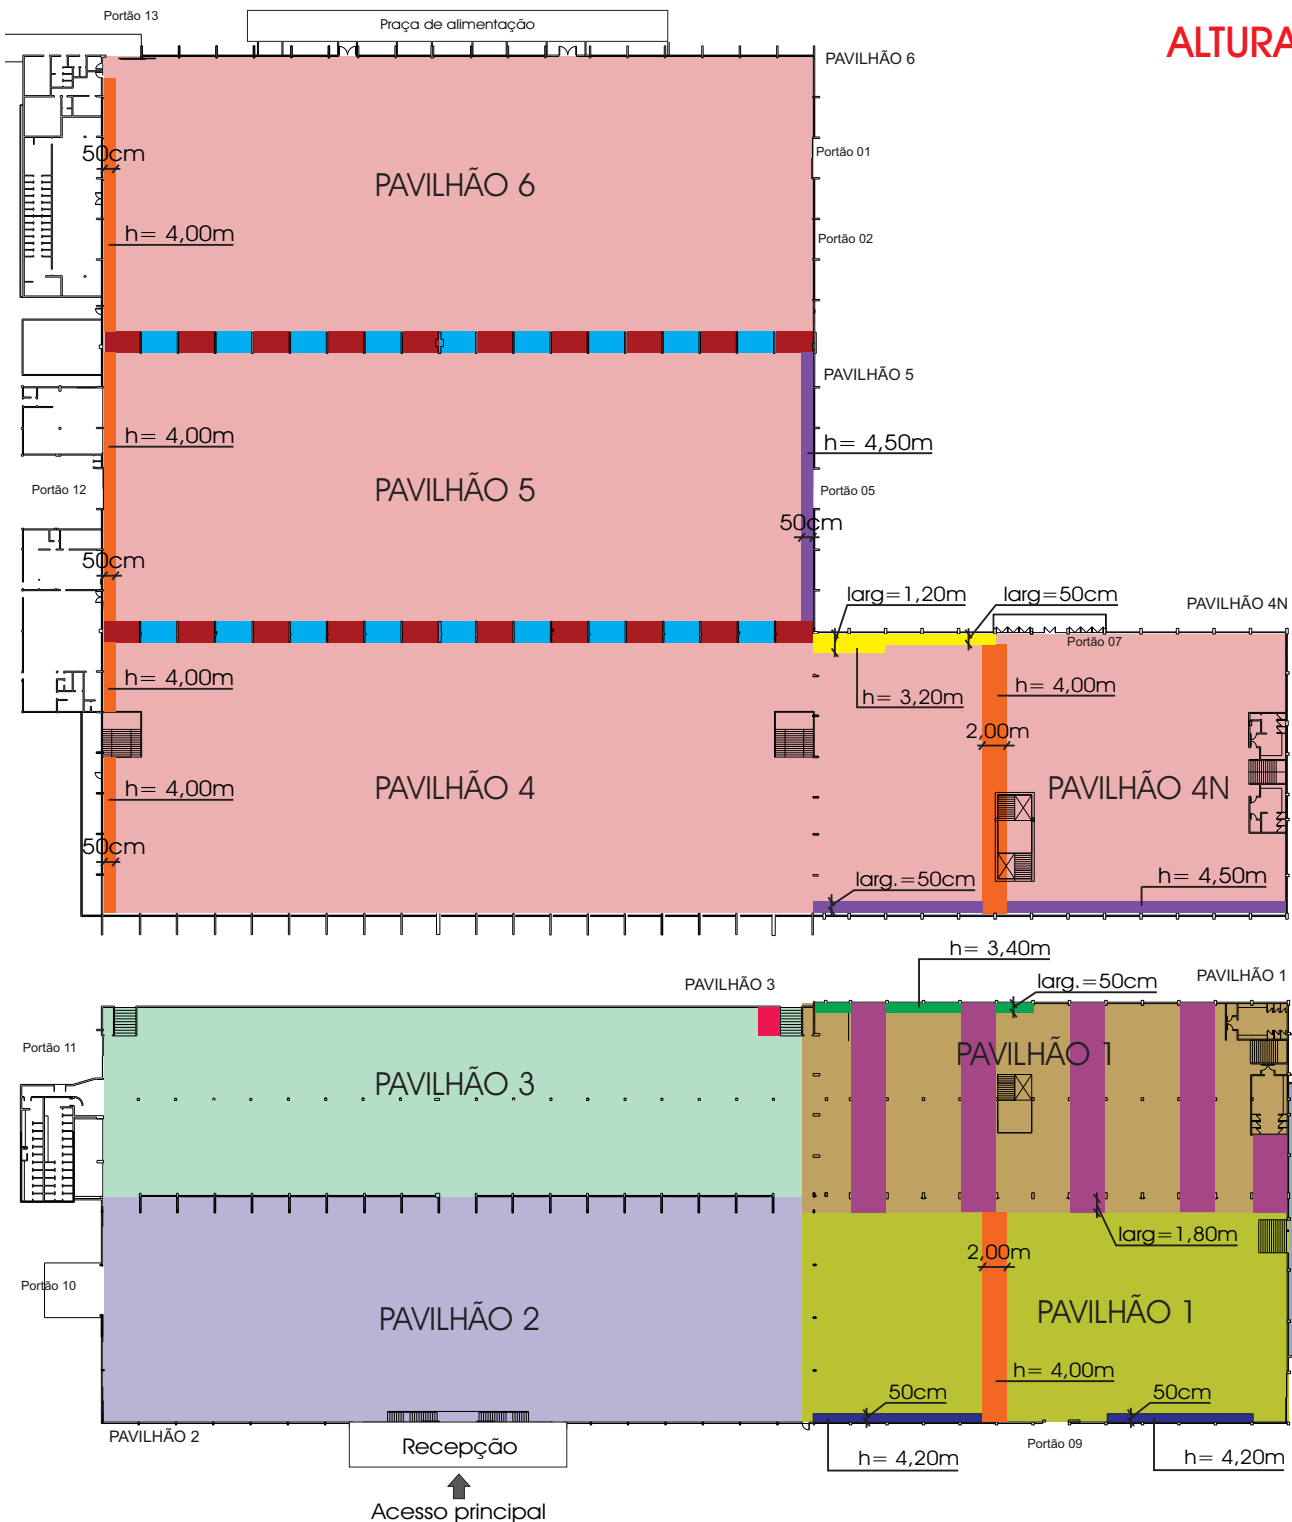 Portão 13
Praça de alimentação
ALTURA
PAVILHÃO 6
50cm
Portão 01
PAVILHÃO 6
h= 4,00m
Portão 02
PAVILHÃO 5
h= 4,00m
h= 4,50m
Portão 12
PAVILHÃO 5
Portão 05
50cm
50cm
larg=1,20m
larg=50cm
PAVILHÃO 4N
Portão 07
h= 4,00m
h= 3,20m
h= 4,00m
2,00m
h= 4,00m
PAVILHÃO 4
PAVILHÃO 4N
50cm
larg.=50cm
h= 4,50m
h= 3,40m
PAVILHÃO 3
larg.=50cm
PAVILHÃO 1
Portão 11
PAVILHÃO 3
PAVILHÃO 1
larg=1,80m
2,00m
Portão 10
PAVILHÃO 2
PAVILHÃO 1
h= 4,00m
50cm
50cm
PAVILHÃO 2
Recepção
Portão 09
h= 4,20m
h= 4,20m
Acesso principal